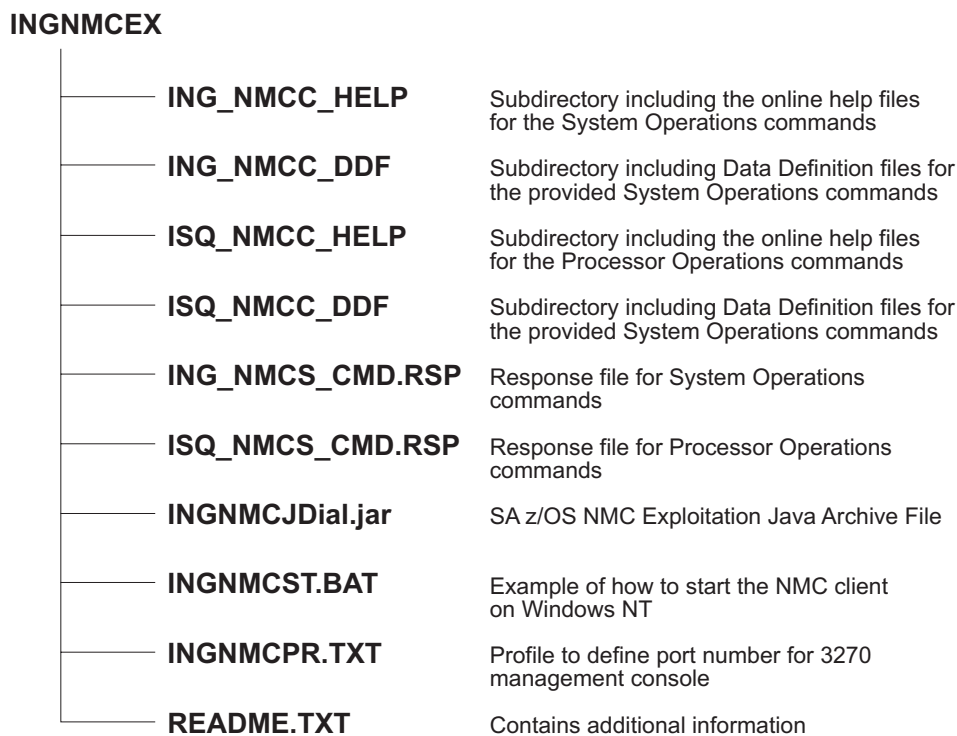 INGNMCEX
ING_NMCC_HELP Subdirectory including the online help files
for the System Operations commands
ING_NMCC_DDF Subdirectory including Data Definition files for
the provided System Operations commands
ISQ_NMCC_HELP Subdirectory including the online help files
for the Processor Operations commands
ISQ_NMCC_DDF Subdirectory including Data Definition files for
the provided System Operations commands
ING_NMCS_CMD.RSP Response file for System Operations
commands
ISQ_NMCS_CMD.RSP Response file for Processor Operations
commands
INGNMCJDial.jar SA z/OS NMC Exploitation Java Archive File
INGNMCST.BAT Example of how to start the NMC client
on Windows NT
INGNMCPR.TXT Profile to define port number for 3270
management console
README.TXT Contains additional information